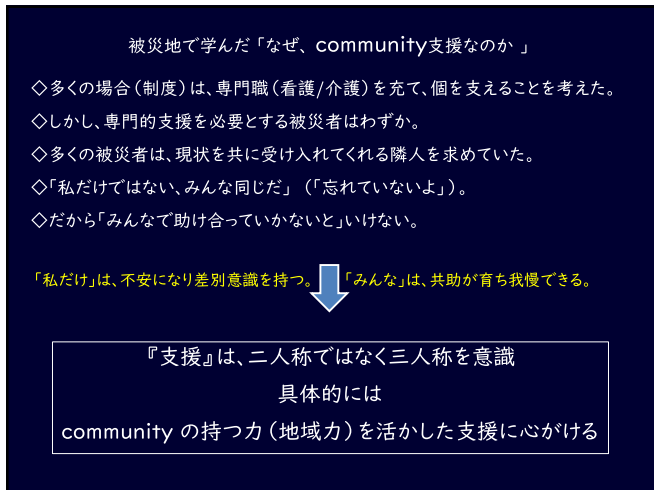 被災地で学んだ「なぜ、 community支援なのか 」
◇多くの場合（制度）は、専門職（看護/介護）を充て、個を支えることを考えた。
◇しかし、専門的支援を必要とする被災者はわずか。
◇多くの被災者は、現状を共に受け入れてくれる隣人を求めていた。
◇「私だけではない、みんな同じだ」 （「忘れていないよ」）。
◇だから「みんなで助け合っていかないと」いけない。
「私だけ」は、不安になり差別意識を持つ。 「みんな」は、共助が育ち我慢できる。
『支援』は、二人称ではなく三人称を意識
具体的には
community の持つ力（地域力）を活かした支援に心がける